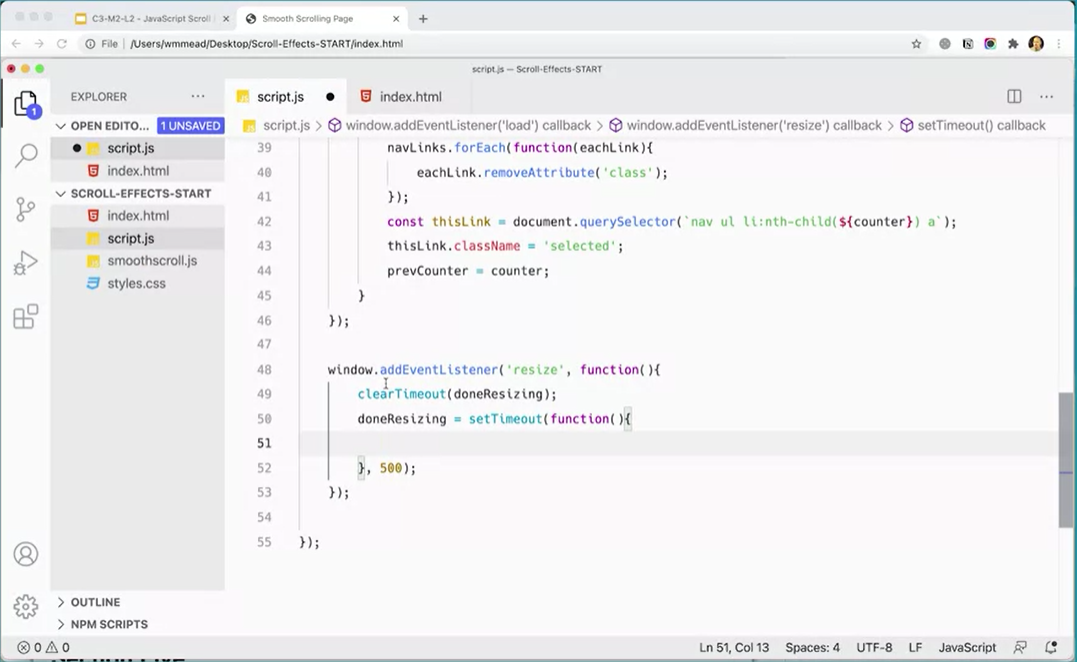 C3-M2-L2 - JavaScript Scroll
Smooth Scrolling Page
File /Users/wmmead/Desktop/Scroll-Effects-START/index.html
script.js — Scroll-Effects-START
EXPLORER
script.js
index.html
OPEN EDITO... 1 UNSAVED
script.js > window.addEventListener('load') callback > window.addEventListener('resize') callback > setTimeout() callback
script.js
index.html
SCROLL-EFFECTS-START
index.html
script.js
smoothscroll.js
styles.css
39 navLinks.forEach(function(eachLink){
40 eachLink.removeAttribute('class');
41 });
42 const thisLink = document.querySelector(`nav ul li:nth-child(${counter}) a`);
43 thisLink.className = 'selected';
44 prevCounter = counter;
45 }
46 });
47
48 window.addEventListener('resize', function(){
49 clearTimeout(doneResizing);
50 doneResizing = setTimeout(function(){
51
52 }, 500);
53 });
54
55 });
OUTLINE
NPM SCRIPTS
0 0
Ln 51, Col 13 Spaces: 4 UTF-8 LF JavaScript